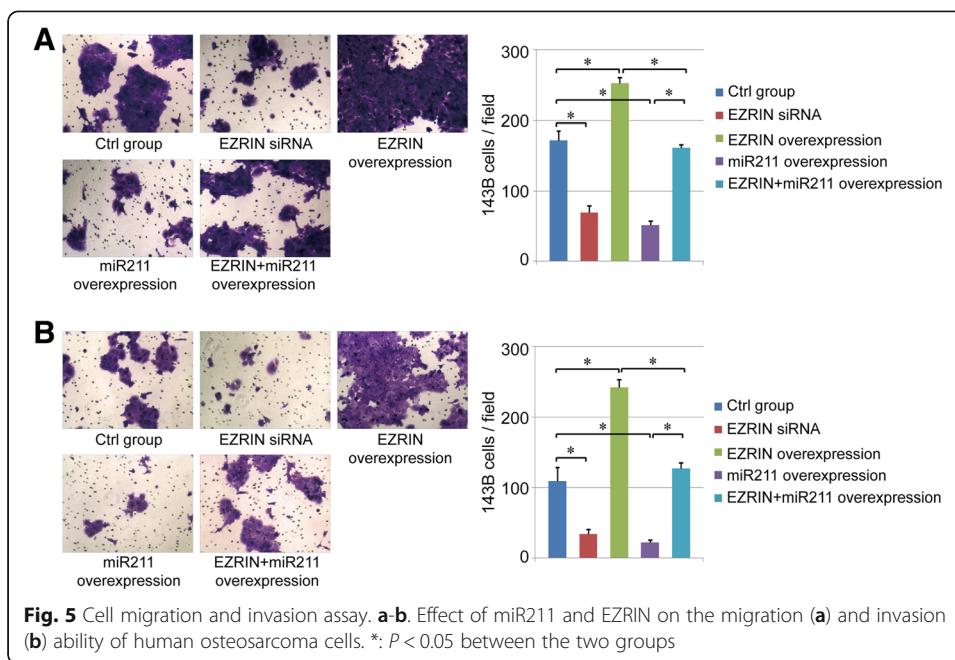 A
Ctrl group
EZRIN siRNA
EZRIN
overexpression
miR211
overexpression
EZRIN+miR211
overexpression
300
200
100
0
143B cells / field
*
*
*
*
*
Ctrl group
EZRIN siRNA
EZRIN overexpression
miR211 overexpression
EZRIN+miR211 overexpression
B
Ctrl group
EZRIN siRNA
EZRIN
overexpression
miR211
overexpression
EZRIN+miR211
overexpression
300
200
100
0
143B cells / field
*
*
*
*
*
Ctrl group
EZRIN siRNA
EZRIN overexpression
miR211 overexpression
EZRIN+miR211 overexpression
Fig. 5 Cell migration and invasion assay. a-b. Effect of miR211 and EZRIN on the migration (a) and invasion
(b) ability of human osteosarcoma cells. *: P < 0.05 between the two groups